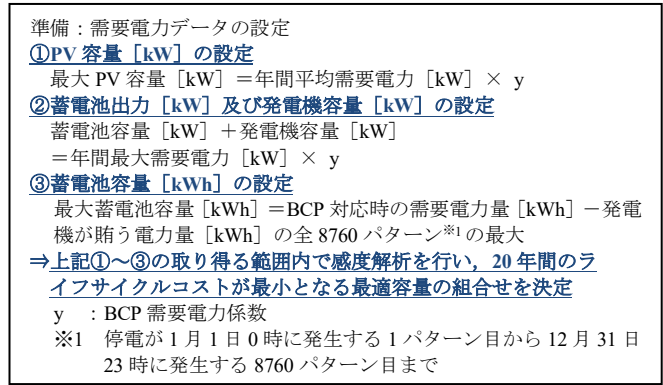 準備：需要電力データの設定
①PV 容量［kW］の設定
最大 PV 容量［kW］＝年間平均需要電力［kW］× y
②蓄電池出力［kW］及び発電機容量［kW］の設定
蓄電池容量［kW］＋発電機容量［kW］
＝年間最大需要電力［kW］× y
③蓄電池容量［kWh］の設定
最大蓄電池容量［kWh］＝BCP 対応時の需要電力量［kWh］－発電
機が賄う電力量［kWh］の全 8760 パターン※1 の最大
⇒上記①～③の取り得る範囲内で感度解析を行い，20 年間のラ
イフサイクルコストが最小となる最適容量の組合せを決定
y ：BCP 需要電力係数
※1 停電が 1 月 1 日 0 時に発生する 1 パターン目から 12 月 31 日
23 時に発生する 8760 パターン目まで